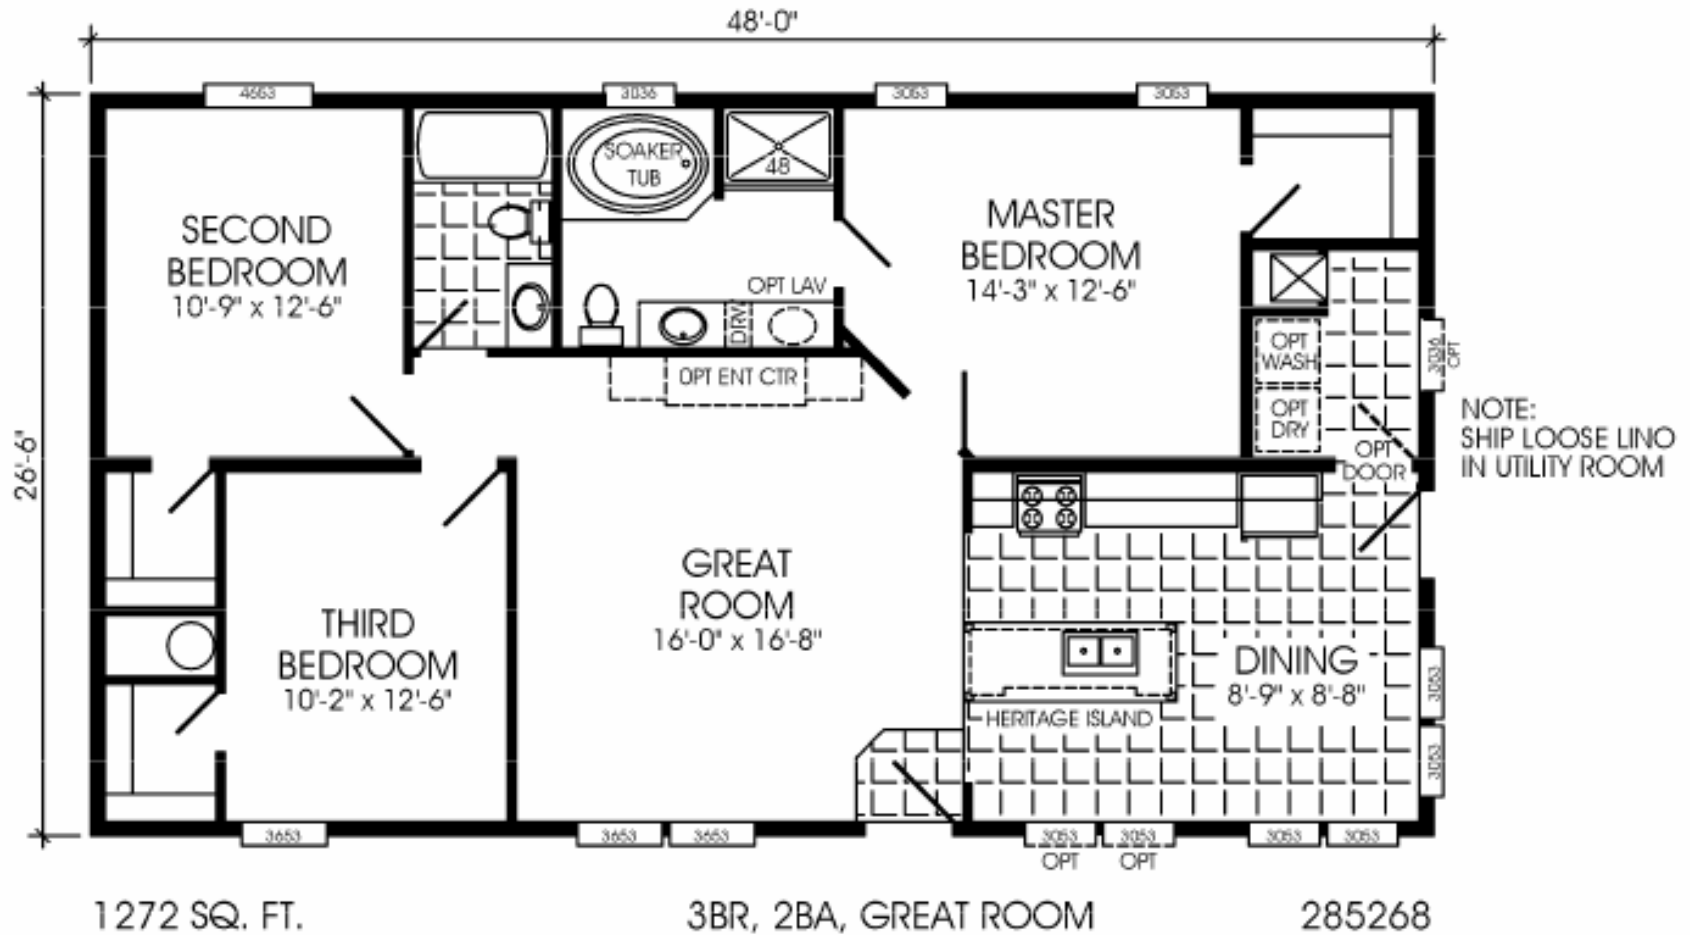 48'-0"
4653
3036
3053
3053
SOAKER
TUB
48
SECOND
BEDROOM
10'-9" x 12'-6"
MASTER
BEDROOM
14'-3" x 12'-6"
OPT LAV
DRW
OPT ENT CTR
OPT
WASH
OPT
DRY
3036
OPT
OPT
DOOR
NOTE:
SHIP LOOSE LINO
IN UTILITY ROOM
26'-6"
GREAT
ROOM
16'-0" x 16'-8"
THIRD
BEDROOM
10'-2" x 12'-6"
DINING
8'-9" x 8'-8"
HERITAGE ISLAND
3053
3053
3653
3653
3653
3053
OPT
3053
OPT
3053
3053
1272 SQ. FT.
3BR, 2BA, GREAT ROOM
285268